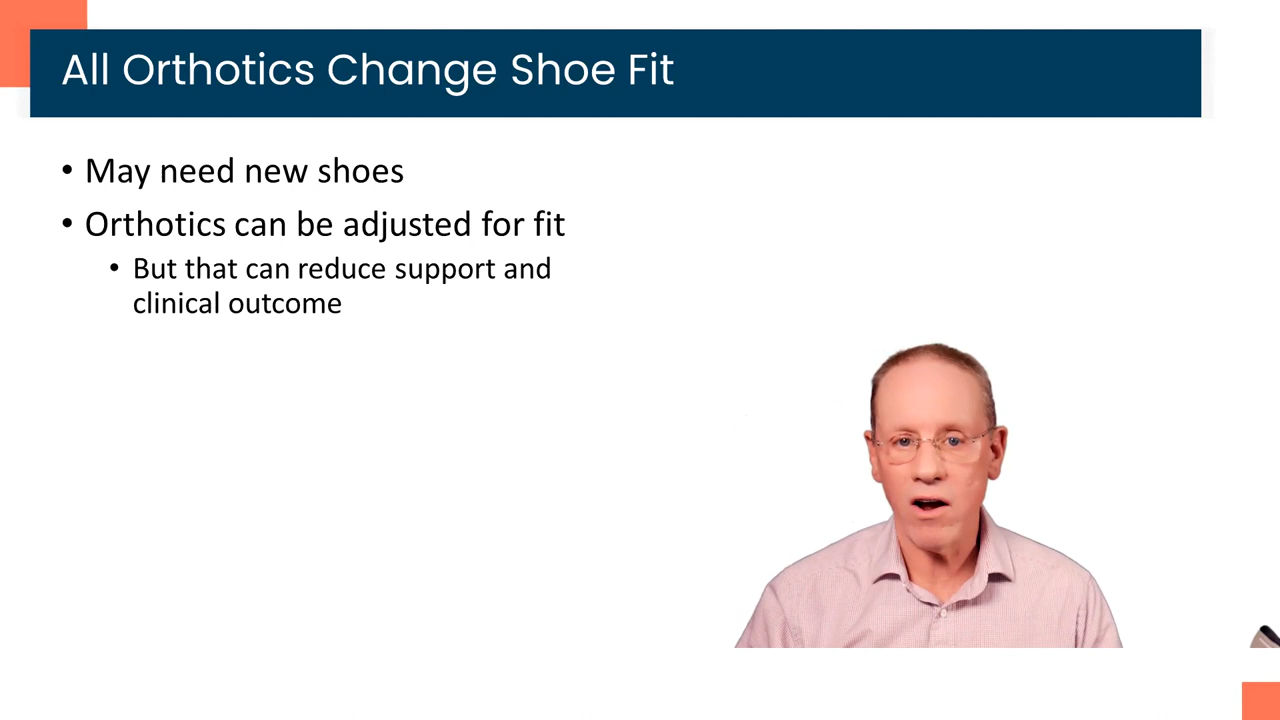 All Orthotics Change Shoe Fit
• May need new shoes
• Orthotics can be adjusted for fit
• But that can reduce support and
clinical outcome